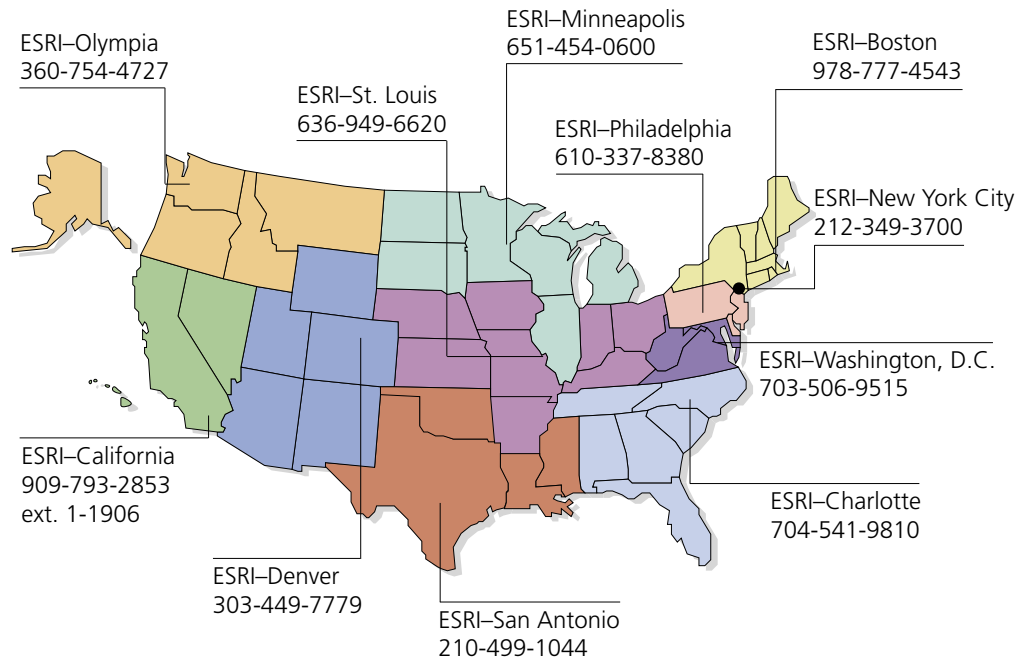 ESRI–Minneapolis
651-454-0600
ESRI–Olympia
360-754-4727
ESRI–Boston
978-777-4543
ESRI–St. Louis
636-949-6620
ESRI–Philadelphia
610-337-8380
ESRI–New York City
212-349-3700
ESRI–Washington, D.C.
703-506-9515
ESRI–California
909-793-2853
ext. 1-1906
ESRI–Charlotte
704-541-9810
ESRI–Denver
303-449-7779
ESRI–San Antonio
210-499-1044